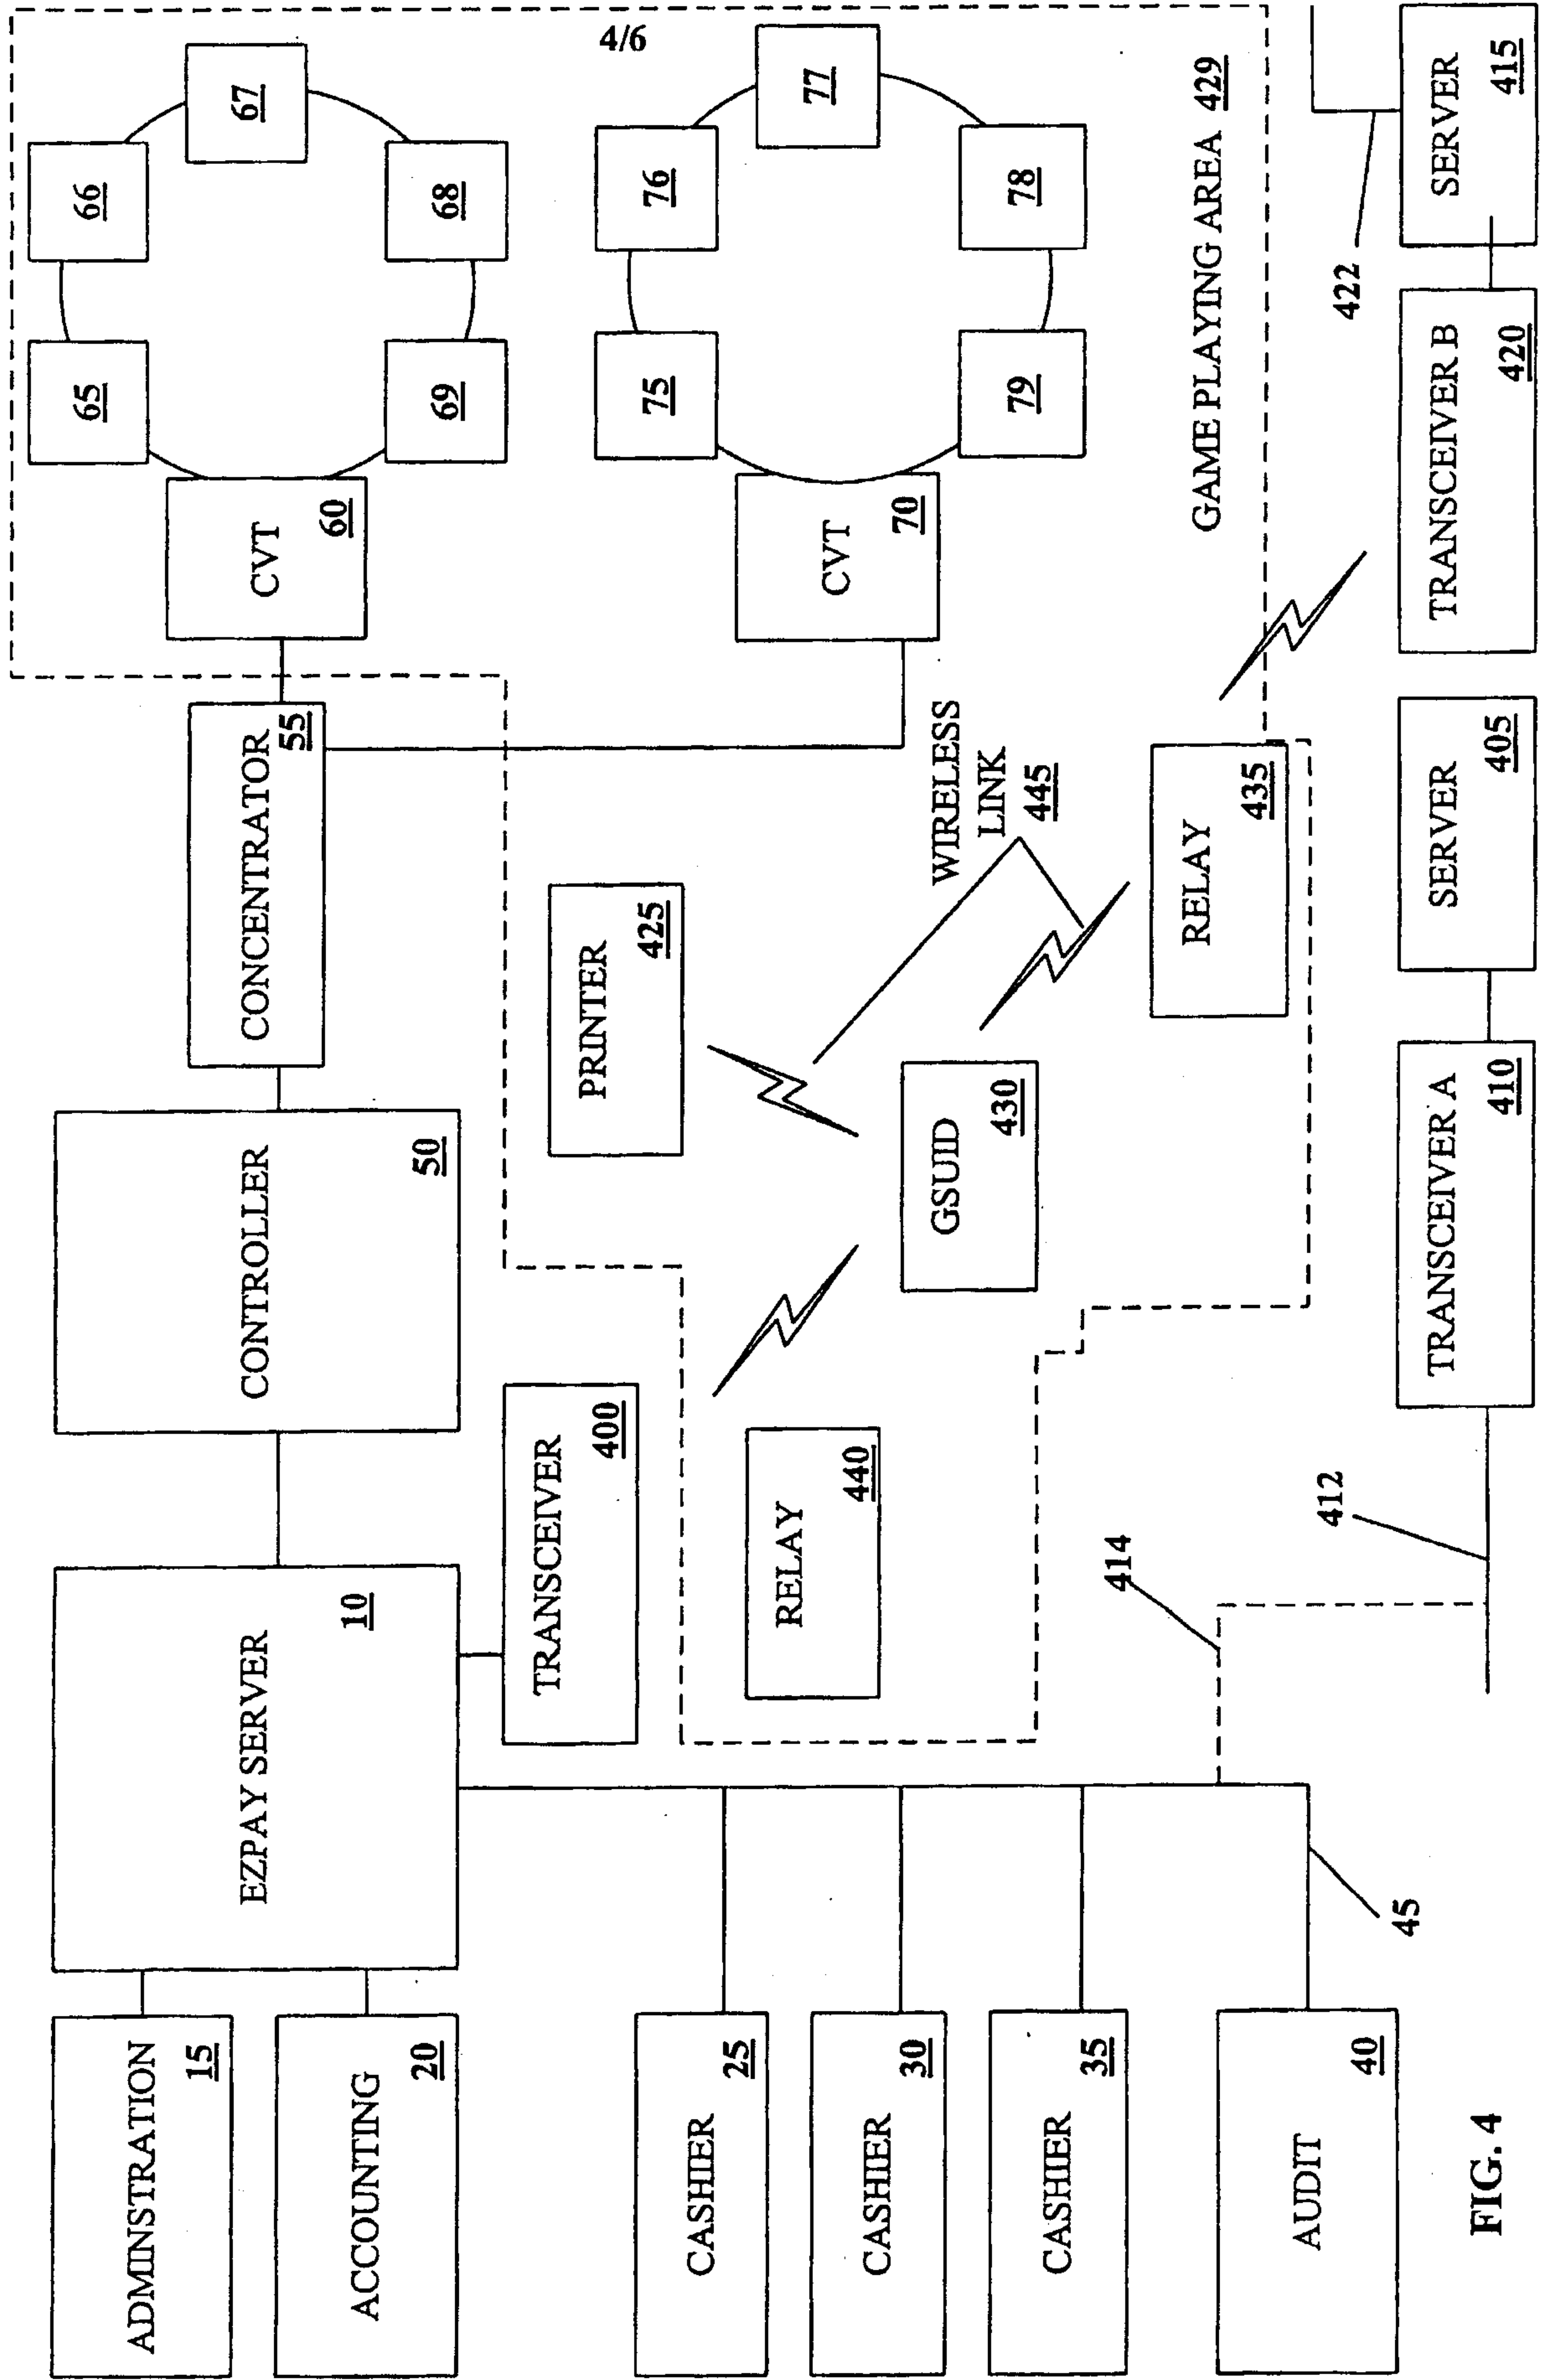 4/6
ADMINSTRATION
15
ACCOUNTING
20
EZPAY SERVER
10
CONTROLLER
50
CONCENTRATOR
55
CVT
60
65
66
67
68
69
CASHIER
25
CASHIER
30
CASHIER
35
AUDIT
40
45
TRANSCEIVER
400
RELAY
440
PRINTER
425
GSUID
430
WIRELESS
LINK
445
RELAY
435
CVT
70
75
76
77
78
79
GAME PLAYING AREA 429
414
412
TRANSCEIVER A
410
SERVER
405
TRANSCEIVER B
420
SERVER
415
422
FIG. 4